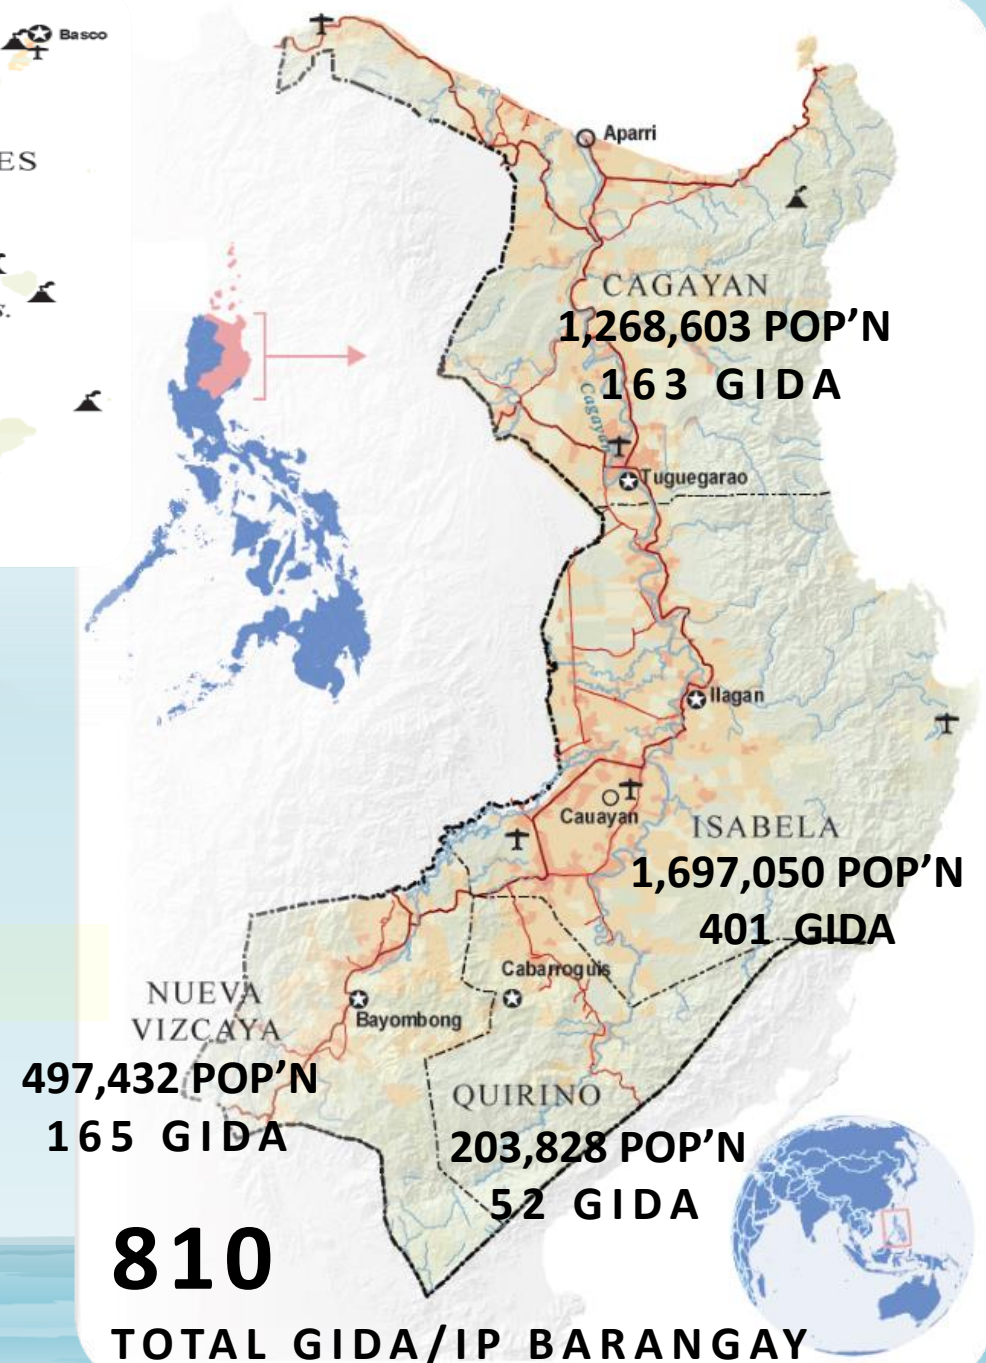 Basco
ES
s.
Aparri
CAGAYAN
1,268,603 POP’N
163 GIDA
Cagayan
Tuguegarao
Ilagan
Cauayan
ISABELA
1,697,050 POP’N
401 GIDA
Cabarroguis
NUEVA
VIZCAYA
Bayombong
497,432 POP’N
165 GIDA
QUIRINO
203,828 POP’N
52 GIDA
810
TOTAL GIDA/IP BARANGAY